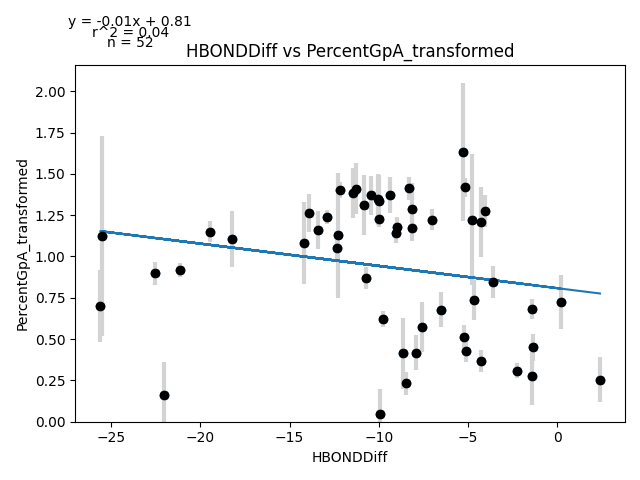 y = -0.01x + 0.81
r^2 = 0.04
n = 52
HBONDDiff vs PercentGpA_transformed
PercentGpA_transformed
2.00
1.75
1.50
1.25
1.00
0.75
0.50
0.25
0.00
−25
−20
−15
−10
−5
0
HBONDDiff